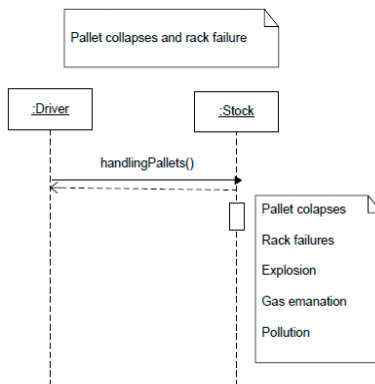 Pallet collapses and rack failure
:Driver
:Stock
handlingPallets()
Pallet colapses
Rack failures
Explosion
Gas emanation
Pollution